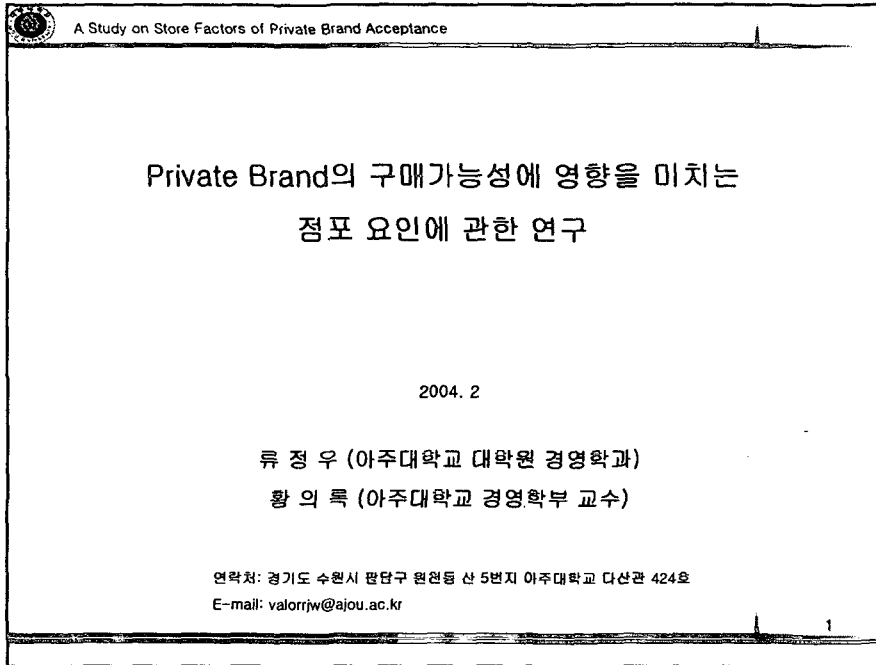 A Study on Store Factors of Private Brand Acceptance
Private Brand의 구매가능성에 영향을 미치는
점포 요인에 관한 연구
2004. 2
류 정 우 (아주대학교 대학원 경영학과)
황 의 록 (아주대학교 경영학부 교수)
연락처: 경기도 수원시 팔달구 원천동 산 5번지 아주대학교 다산관 424호
E-mail: valorrjw@ajou.ac.kr
1